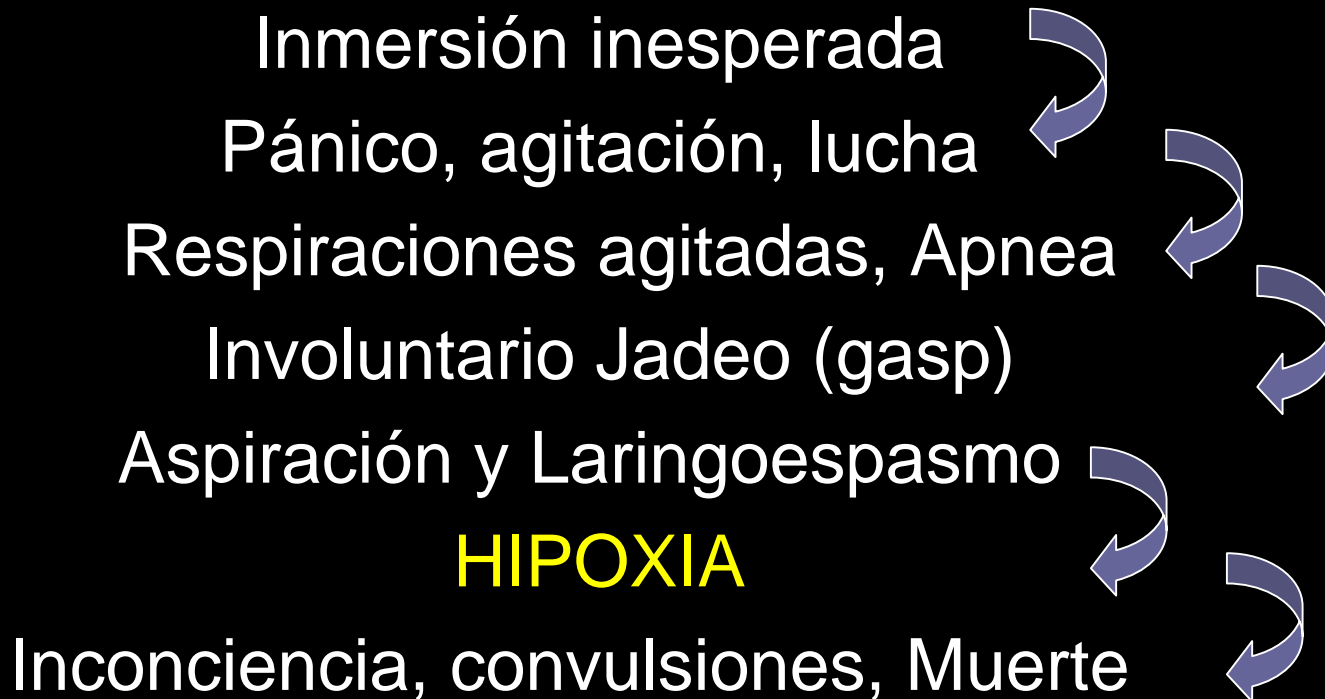 Inmersión inesperada
Pánico, agitación, lucha
Respiraciones agitadas, Apnea
Involuntario Jadeo (gasp)
Aspiración y Laringoespasmo
HIPOXIA
Inconciencia, convulsiones, Muerte